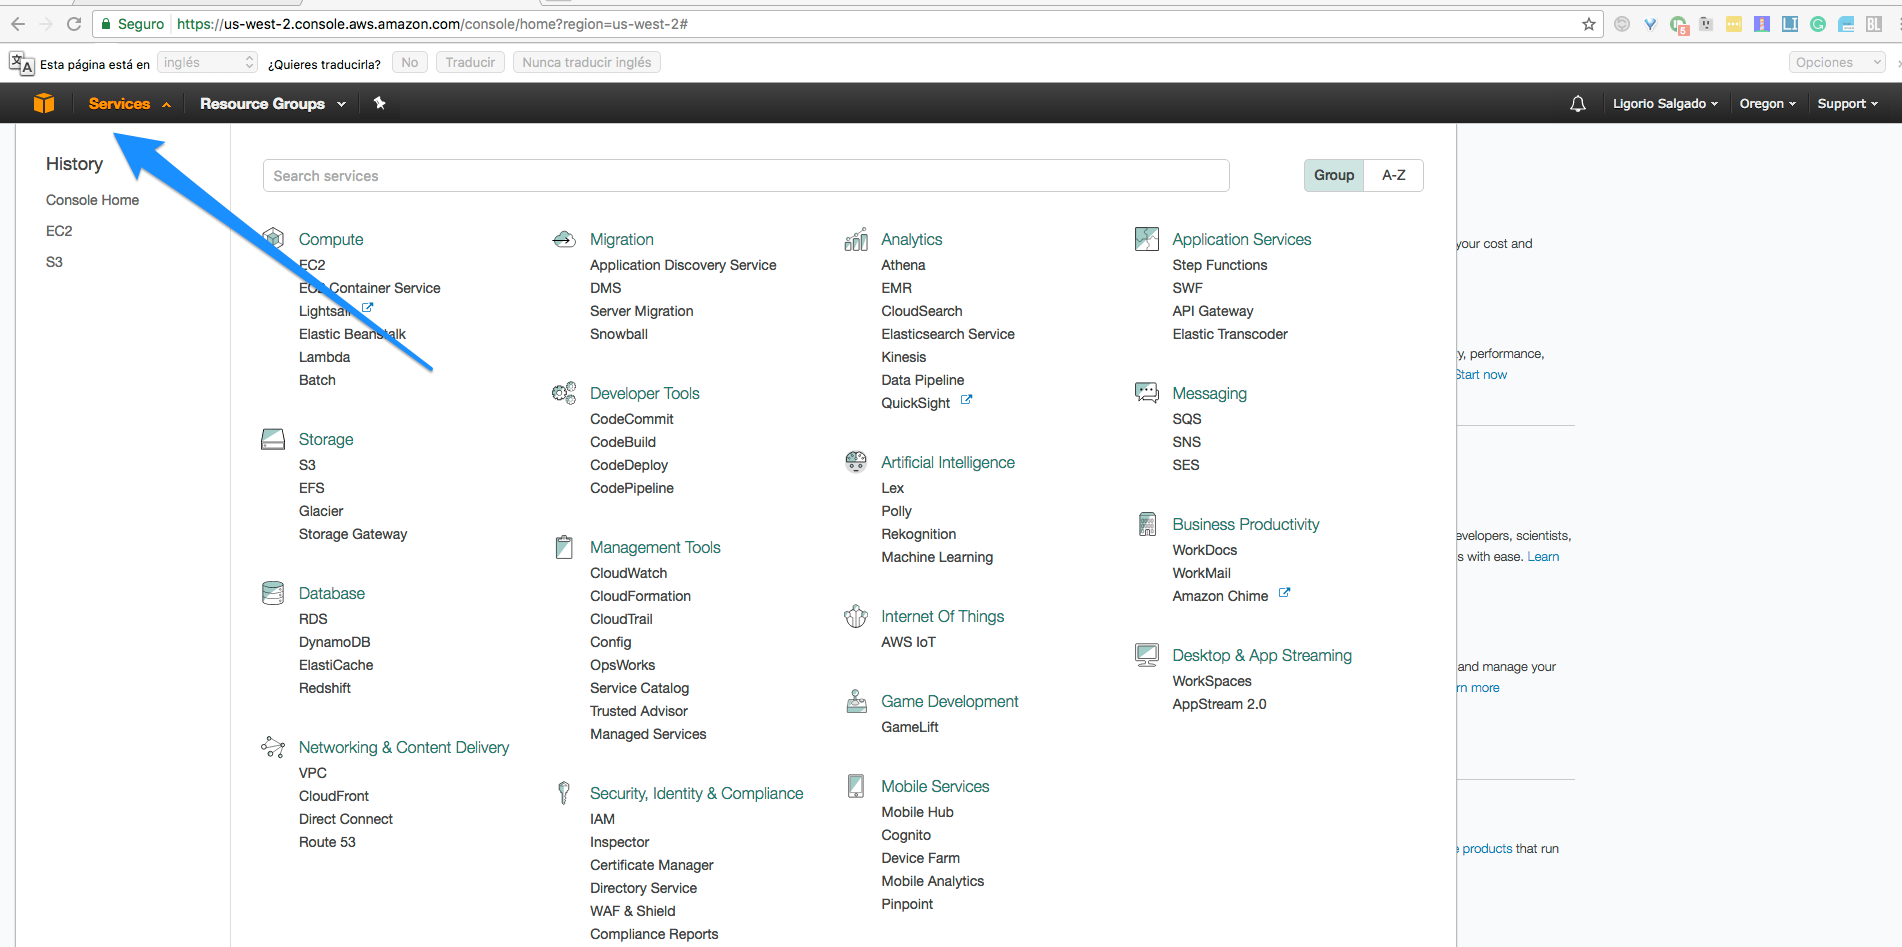 Seguro https://us-west-2.console.aws.amazon.com/console/home?region=us-west-2#
5 LI BL
Esta página está en inglés ¿Quieres traducirla? No Traducir Nunca traducir inglés Opciones
Services Resource Groups Ligorio Salgado Oregon Support
History
Console Home
EC2
S3
Search services
Group A-Z
Compute
EC2
EC2 Container Service
Lightsail
Elastic Beanstalk
Lambda
Batch
Storage
S3
EFS
Glacier
Storage Gateway
Database
RDS
DynamoDB
ElastiCache
Redshift
Networking & Content Delivery
VPC
CloudFront
Direct Connect
Route 53
Migration
Application Discovery Service
DMS
Server Migration
Snowball
Developer Tools
CodeCommit
CodeBuild
CodeDeploy
CodePipeline
Management Tools
CloudWatch
CloudFormation
CloudTrail
Config
OpsWorks
Service Catalog
Trusted Advisor
Managed Services
Security, Identity & Compliance
IAM
Inspector
Certificate Manager
Directory Service
WAF & Shield
Compliance Reports
Analytics
Athena
EMR
CloudSearch
Elasticsearch Service
Kinesis
Data Pipeline
QuickSight
Artificial Intelligence
Lex
Polly
Rekognition
Machine Learning
Internet Of Things
AWS IoT
Game Development
GameLift
Mobile Services
Mobile Hub
Cognito
Device Farm
Mobile Analytics
Pinpoint
Application Services
Step Functions
SWF
API Gateway
Elastic Transcoder
Messaging
SQS
SNS
SES
Business Productivity
WorkDocs
WorkMail
Amazon Chime
Desktop & App Streaming
WorkSpaces
AppStream 2.0
your cost and
y, performance,
Start now
evelopers, scientists,
s with ease. Learn
and manage your
rn more
products that run